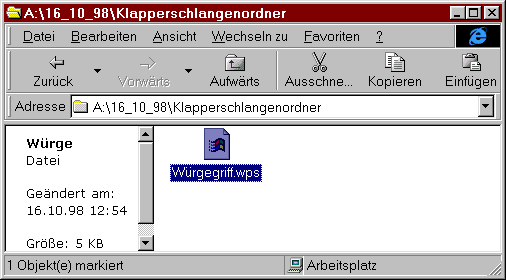 A:\16_10_98\Klapperschlangenordner
Datei Bearbeiten Ansicht Wechseln zu Favoriten ?
Zurück Vorwärts Aufwärts Ausschne... Kopieren Einfügen
Adresse A:\16_10_98\Klapperschlangenordner
Würge
Datei
Geändert am:
16.10.98 12:54
Größe: 5 KB
Würgegriff.wps
1 Objekt(e) markiert Arbeitsplatz